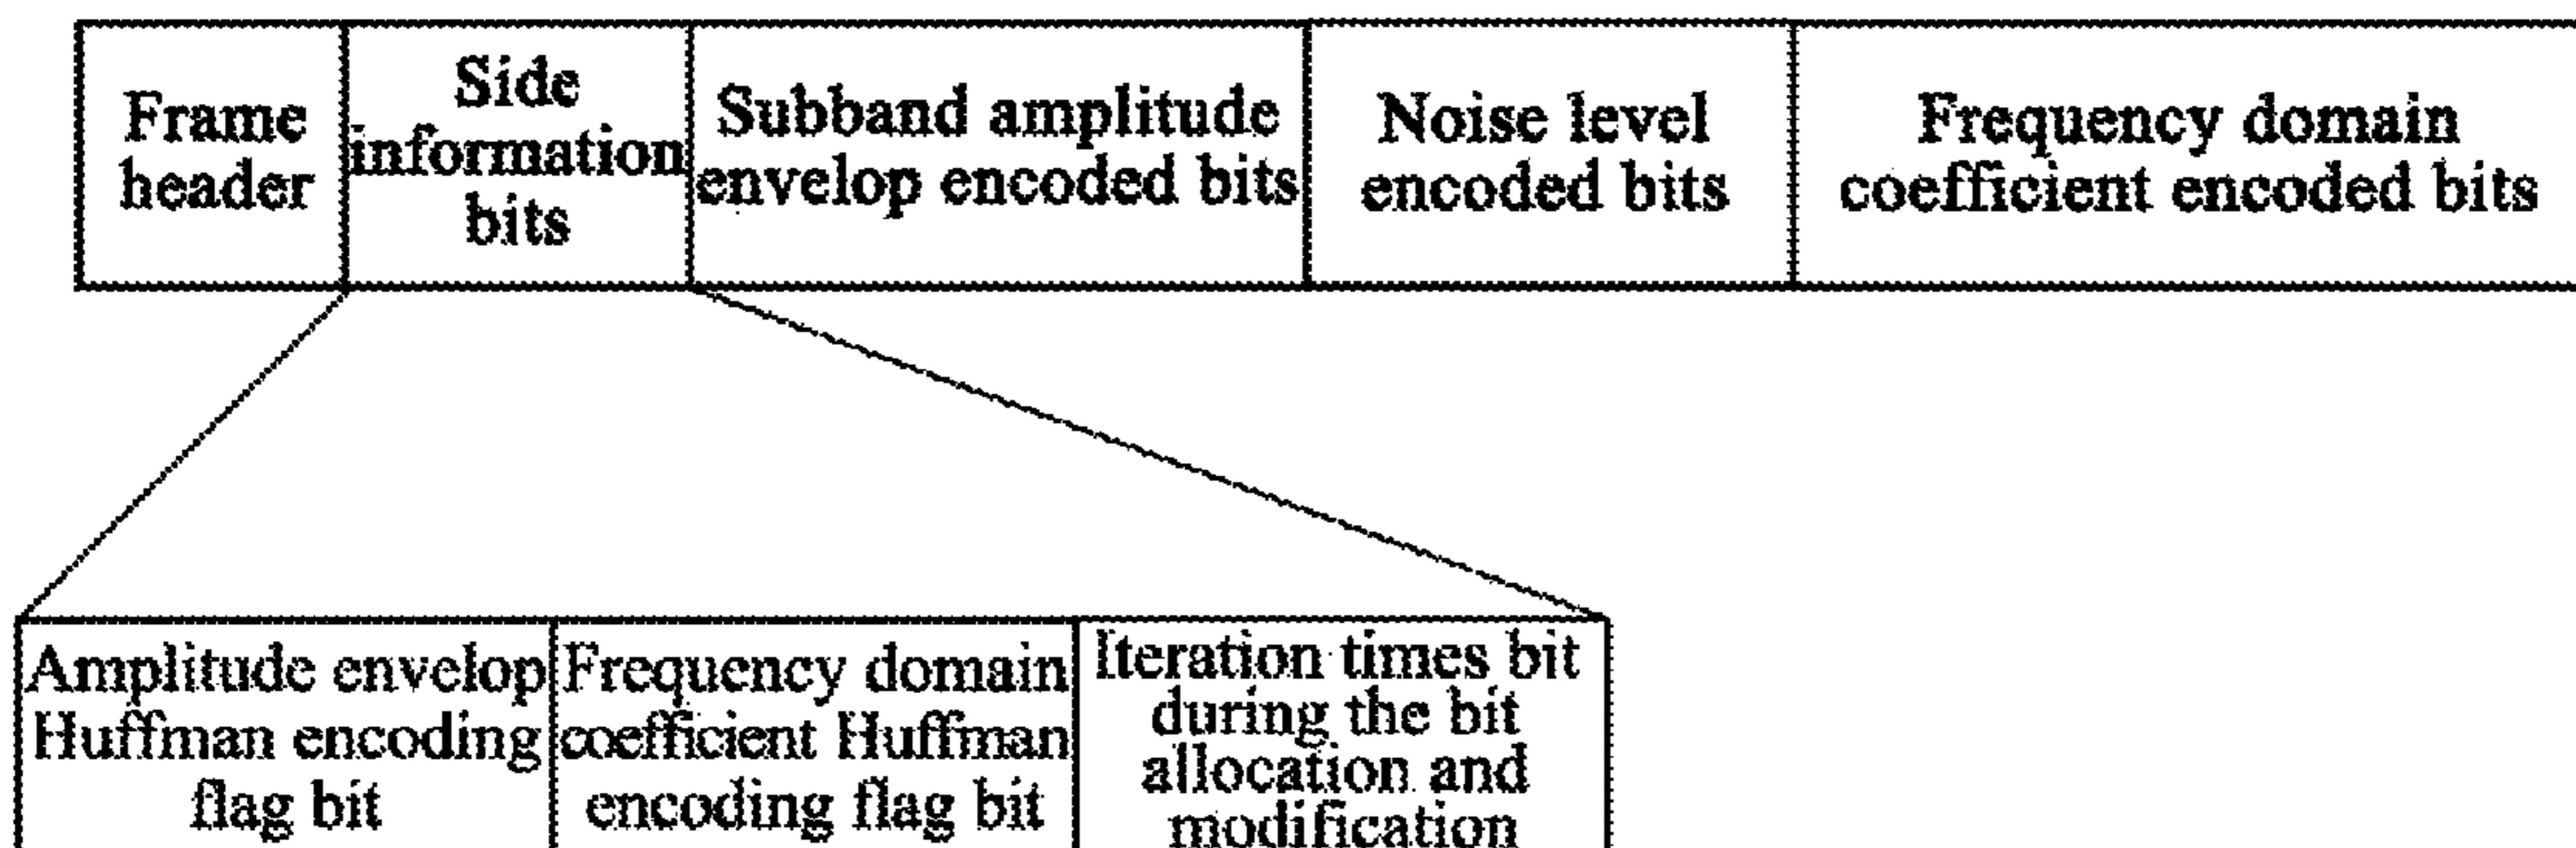 Frame
header
Side
information
bits
Subband amplitude
envelop encoded bits
Noise level
encoded bits
Frequency domain
coefficient encoded bits
Amplitude envelop
Huffman encoding
flag bit
Frequency domain
coefficient Huffman
encoding flag bit
Iteration times bit
during the bit
allocation and
modification